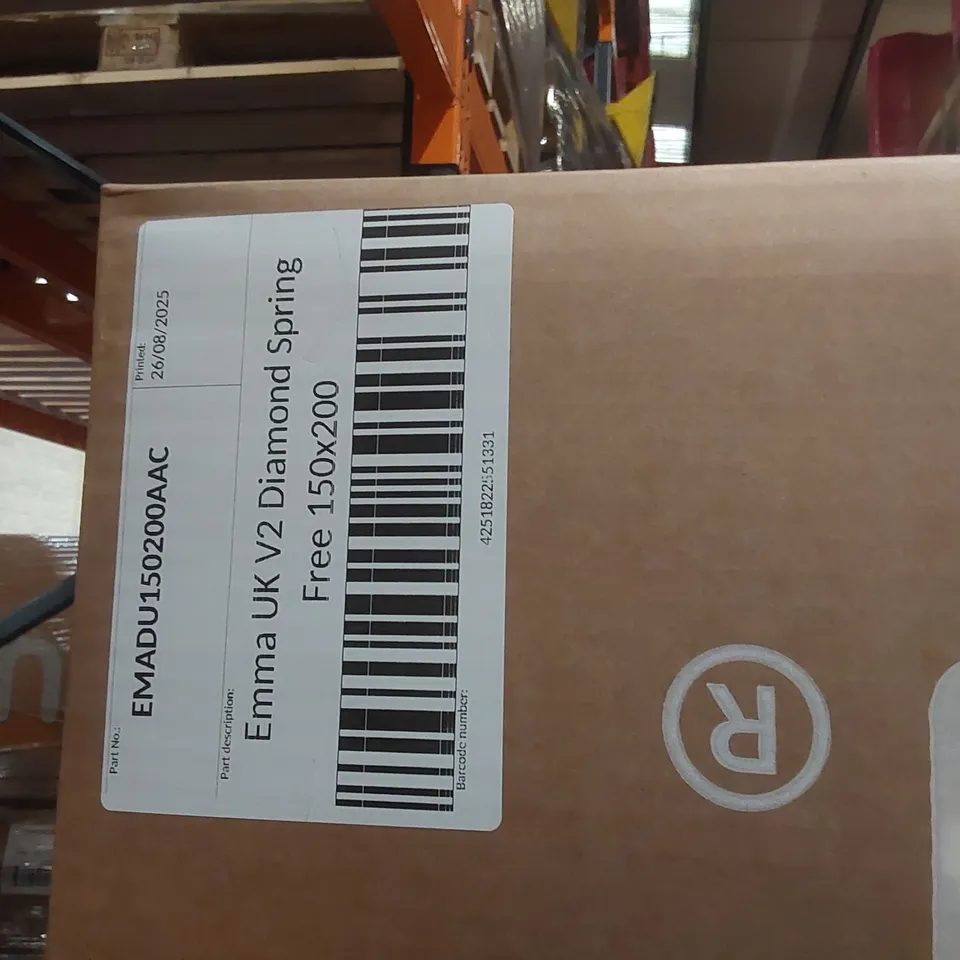 Part No.:
EMADU150200AAC
Printed:
26/08/2025
Part description:
Emma UK V2 Diamond Spring
Free 150x200
Barcode number:
4251822551331
®